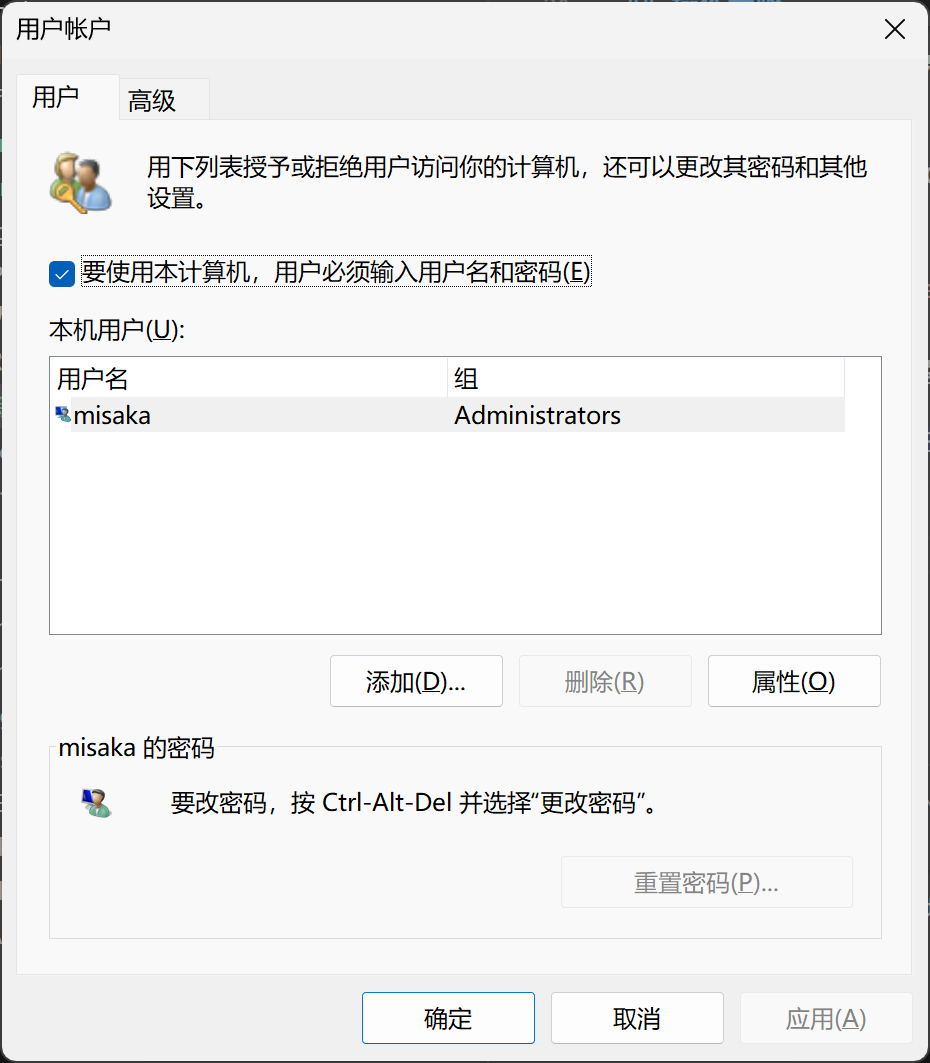 用户帐户
用户
高级
用下列表授予或拒绝用户访问你的计算机，还可以更改其密码和其他
设置。
要使用本计算机，用户必须输入用户名和密码(E)
本机用户(U):
用户名 组
misaka Administrators
添加(D)... 删除(R) 属性(O)
misaka 的密码
要改密码，按 Ctrl-Alt-Del 并选择“更改密码”。
重置密码(P)...
确定 取消 应用(A)